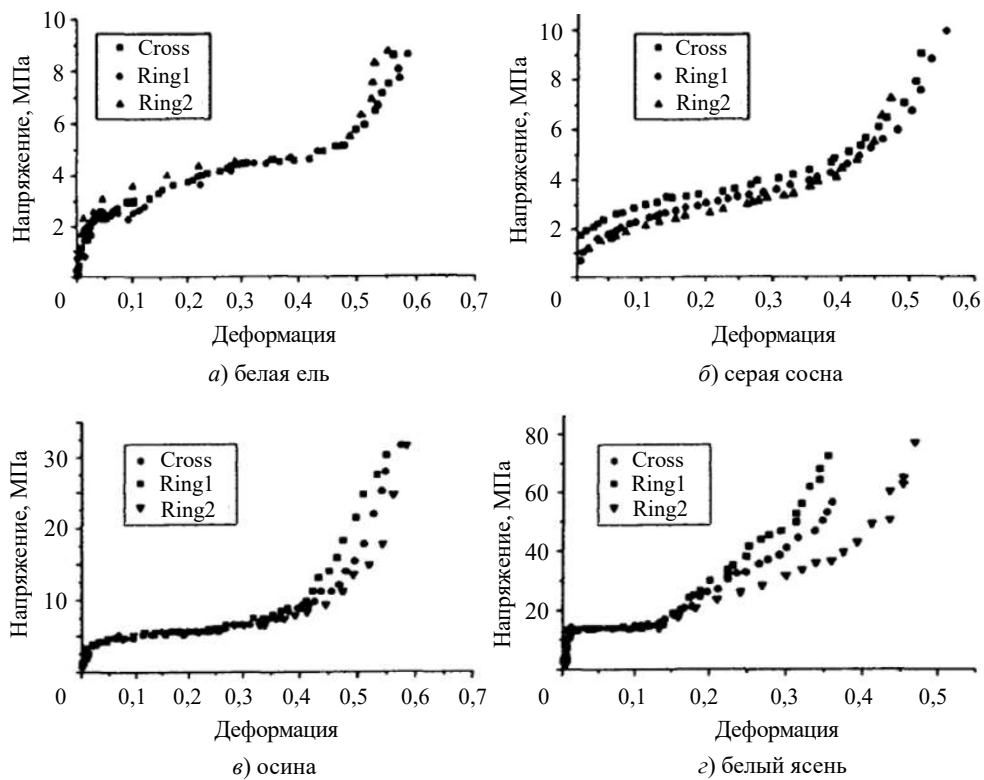 10
8
6
4
2
0
Напряжение, МПа
Cross
Ring1
Ring2
0,1 0,2 0,3 0,4 0,5 0,6 0,7
Деформация
а) белая ель
10
8
6
4
2
0
Напряжение, МПа
Cross
Ring1
Ring2
0,1 0,2 0,3 0,4 0,5 0,6
Деформация
б) серая сосна
30
20
10
0
Напряжение, МПа
Cross
Ring1
Ring2
0,1 0,2 0,3 0,4 0,5 0,6 0,7
Деформация
в) осина
80
60
40
20
0
Напряжение, МПа
Cross
Ring1
Ring2
0,1 0,2 0,3 0,4 0,5
Деформация
г) белый ясень